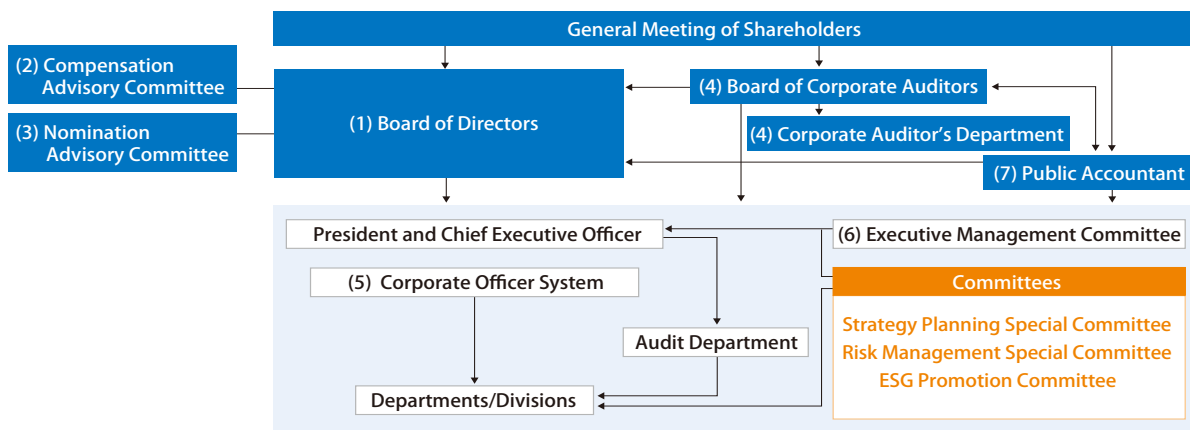 General Meeting of Shareholders
(2) Compensation
Advisory Committee
(3) Nomination
Advisory Committee
(1) Board of Directors
(4) Board of Corporate Auditors
(4) Corporate Auditor's Department
(7) Public Accountant
President and Chief Executive Officer
(6) Executive Management Committee
(5) Corporate Officer System
Committees
Strategy Planning Special Committee
Risk Management Special Committee
ESG Promotion Committee
Audit Department
Departments/Divisions